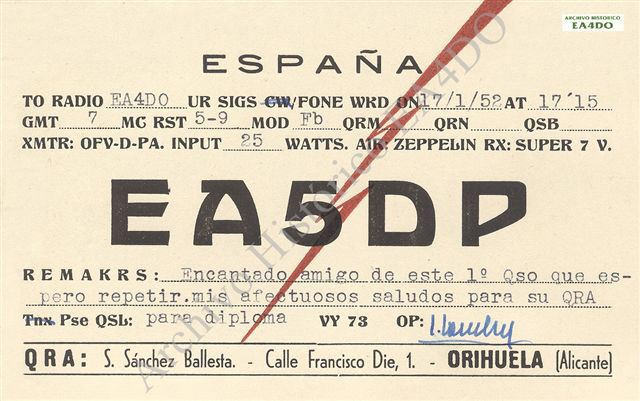 ARCHIVO HISTORICO
EA4DO
ESPAÑA
TO RADIO EA4DO UR SIGS CW/FONE WRKD ON 17/1/52 AT 17´15
GMT 7 MC RST 5-9 MOD Fb QRM QRN QSB
XMTR: OFV-D-PA. INPUT 25 WATTS. AIR: ZEPPELIN RX: SUPER 7 V.
EA5DP
REMAKRS: Encantado amigo de este 1º Qso que es-
pero repetir.mis afectuosos saludos para su QRA
Tnx Pse QSL: para diploma VY 73 OP:
QRA: S. Sánchez Ballesta. - Calle Francisco Die, 1. - ORIHUELA (Alicante)
Archivo Histórico EA4DO